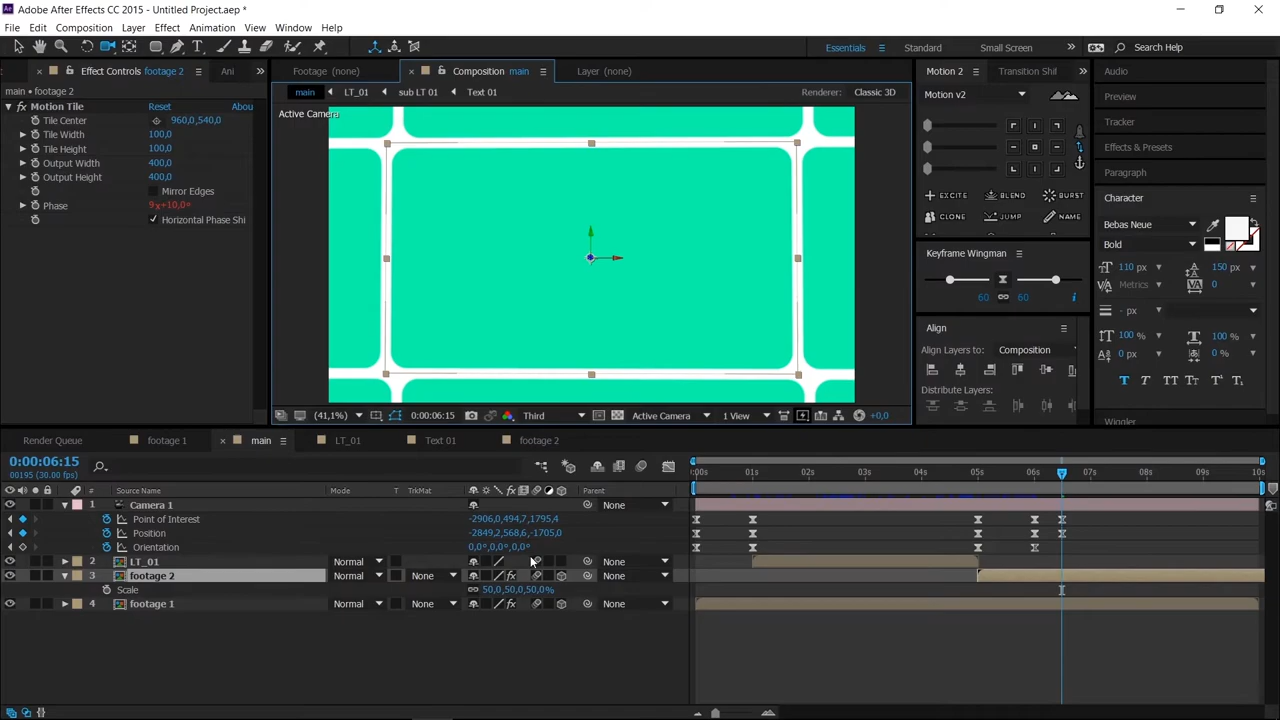 Adobe After Effects CC 2015 - Untitled Project.aep *
File Edit Composition Layer Effect Animation View Window Help
Essentials Standard Small Screen Search Help
Effect Controls footage 2 Ani
Footage (none) Composition main Layer (none)
Motion 2 Transition Shif
Audio
main • footage 2
main LT_01 sub LT 01 Text 01 Renderer: Classic 3D
Motion v2
Preview
Motion Tile Reset Abou
Active Camera
Tile Center 960,0,540,0
Tracker
Tile Width 100,0
Tile Height 100,0
Effects & Presets
Output Width 400,0
Output Height 400,0
Paragraph
Mirror Edges
EXCITE BLEND BURST
Character
Phase 9x+10,0°
CLONE JUMP NAME
Horizontal Phase Shi
Bebas Neue
Bold
Keyframe Wingman
110 px 150 px
Metrics 0
60 60
- px
Align
100 % 100 %
Align Layers to: Composition
0 px 0 %
Distribute Layers:
T T TT Tt T¹ T₁
(41,1%) 0:00:06:15 Third Active Camera 1 View +0,0
Wiggler
Render Queue footage 1 main LT_01 Text 01 footage 2
0:00:06:15
00195 (30.00 fps)
:00s 01s 02s 03s 04s 05s 06s 07s 08s 09s 10s
# Source Name Mode T TrkMat Parent
1 Camera 1 None
Point of Interest -2906,0,494,7,1795,4
Position -2849,2,568,6,-1705,0
Orientation 0,0°,0,0°,0,0°
2 LT_01 Normal None
3 footage 2 Normal None None
Scale 50,0,50,0,50,0%
4 footage 1 Normal None None